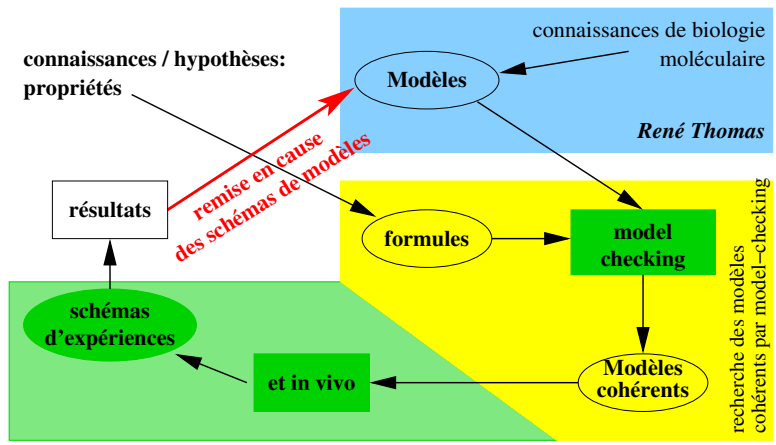 connaissances de biologie
moléculaire
connaissances / hypothèses:
propriétés
Modèles
René Thomas
remise en cause
des schémas de modèles
résultats
formules
model
checking
recherche des modèles
cohérents par model-checking
schémas
d'expériences
et in vivo
Modèles
cohérents